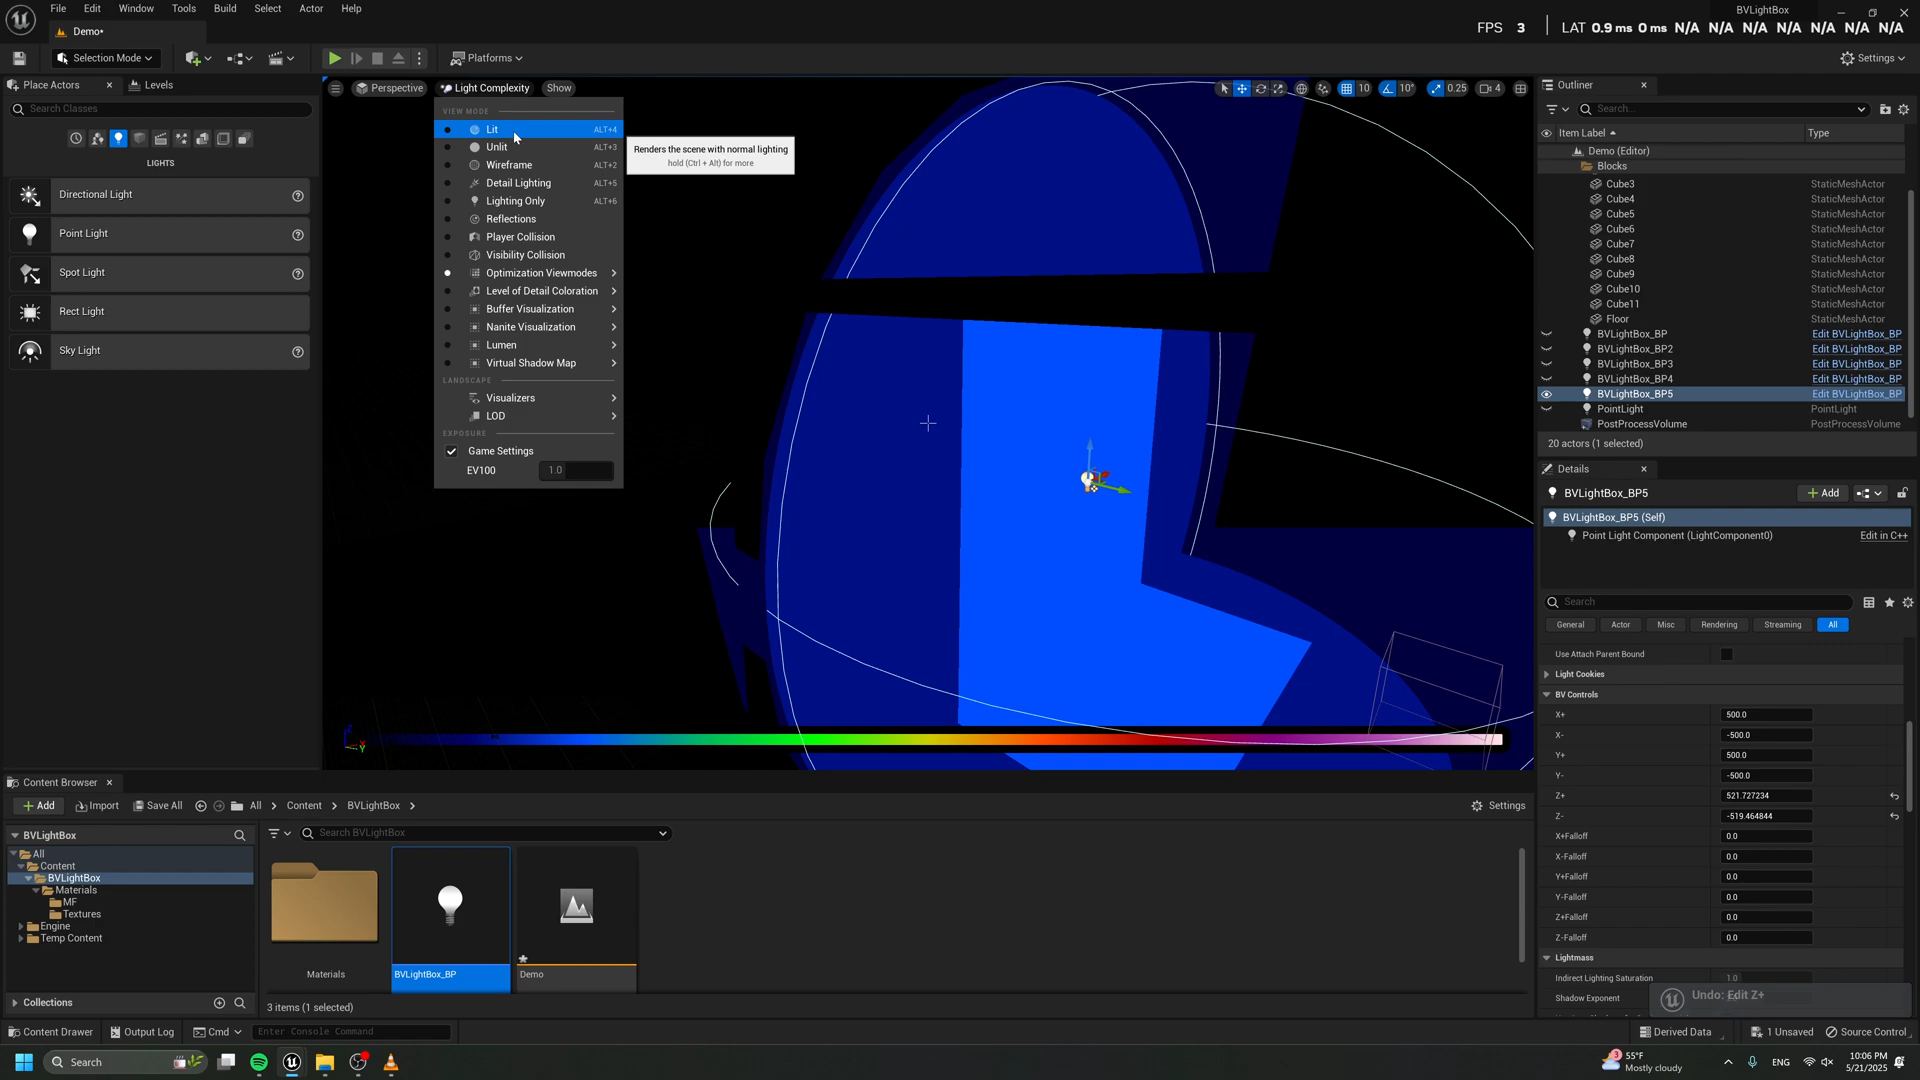 File Edit Window Tools Build Select Actor Help
BVLightBox
Demo*
FPS 3 LAT 0.9 ms 0 ms N/A N/A N/A N/A N/A N/A N/A
Selection Mode
Platforms
Settings
Place Actors
Levels
Search Classes
LIGHTS
Directional Light
Point Light
Spot Light
Rect Light
Sky Light
Perspective
Light Complexity
Show
10 10° 0.25 4
VIEW MODE
Lit ALT+4
Unlit ALT+3
Wireframe ALT+2
Detail Lighting ALT+5
Lighting Only ALT+6
Reflections
Player Collision
Visibility Collision
Optimization Viewmodes
Level of Detail Coloration
Buffer Visualization
Nanite Visualization
Lumen
Virtual Shadow Map
LANDSCAPE
Visualizers
LOD
EXPOSURE
Game Settings
EV100 1.0
Renders the scene with normal lighting
hold (Ctrl + Alt) for more
Outliner
Search...
Item Label Type
Demo (Editor)
Blocks
Cube3 StaticMeshActor
Cube4 StaticMeshActor
Cube5 StaticMeshActor
Cube6 StaticMeshActor
Cube7 StaticMeshActor
Cube8 StaticMeshActor
Cube9 StaticMeshActor
Cube10 StaticMeshActor
Cube11 StaticMeshActor
Floor StaticMeshActor
BVLightBox_BP Edit BVLightBox_BP
BVLightBox_BP2 Edit BVLightBox_BP
BVLightBox_BP3 Edit BVLightBox_BP
BVLightBox_BP4 Edit BVLightBox_BP
BVLightBox_BP5 Edit BVLightBox_BP
PointLight PointLight
PostProcessVolume PostProcessVolume
20 actors (1 selected)
Details
BVLightBox_BP5
Add
BVLightBox_BP5 (Self)
Point Light Component (LightComponent0) Edit in C++
Search
General Actor Misc Rendering Streaming All
Use Attach Parent Bound
Light Cookies
BV Controls
X+ 500.0
X- -500.0
Y+ 500.0
Y- -500.0
Z+ 521.727234
Z- -519.464844
X+Falloff 0.0
X-Falloff 0.0
Y+Falloff 0.0
Y-Falloff 0.0
Z+Falloff 0.0
Z-Falloff 0.0
Lightmass
Indirect Lighting Saturation 1.0
Shadow Exponent
Undo: Edit Z+
Content Browser
Add Import Save All All Content BVLightBox
Settings
BVLightBox
All
Content
BVLightBox
Materials
MF
Textures
Engine
Temp Content
Collections
Search BVLightBox
Materials
BVLightBox_BP
Demo
3 items (1 selected)
Content Drawer Output Log Cmd Enter Console Command
Derived Data 1 Unsaved Source Control
Search
3
55°F
Mostly cloudy
ENG
10:06 PM
5/21/2025